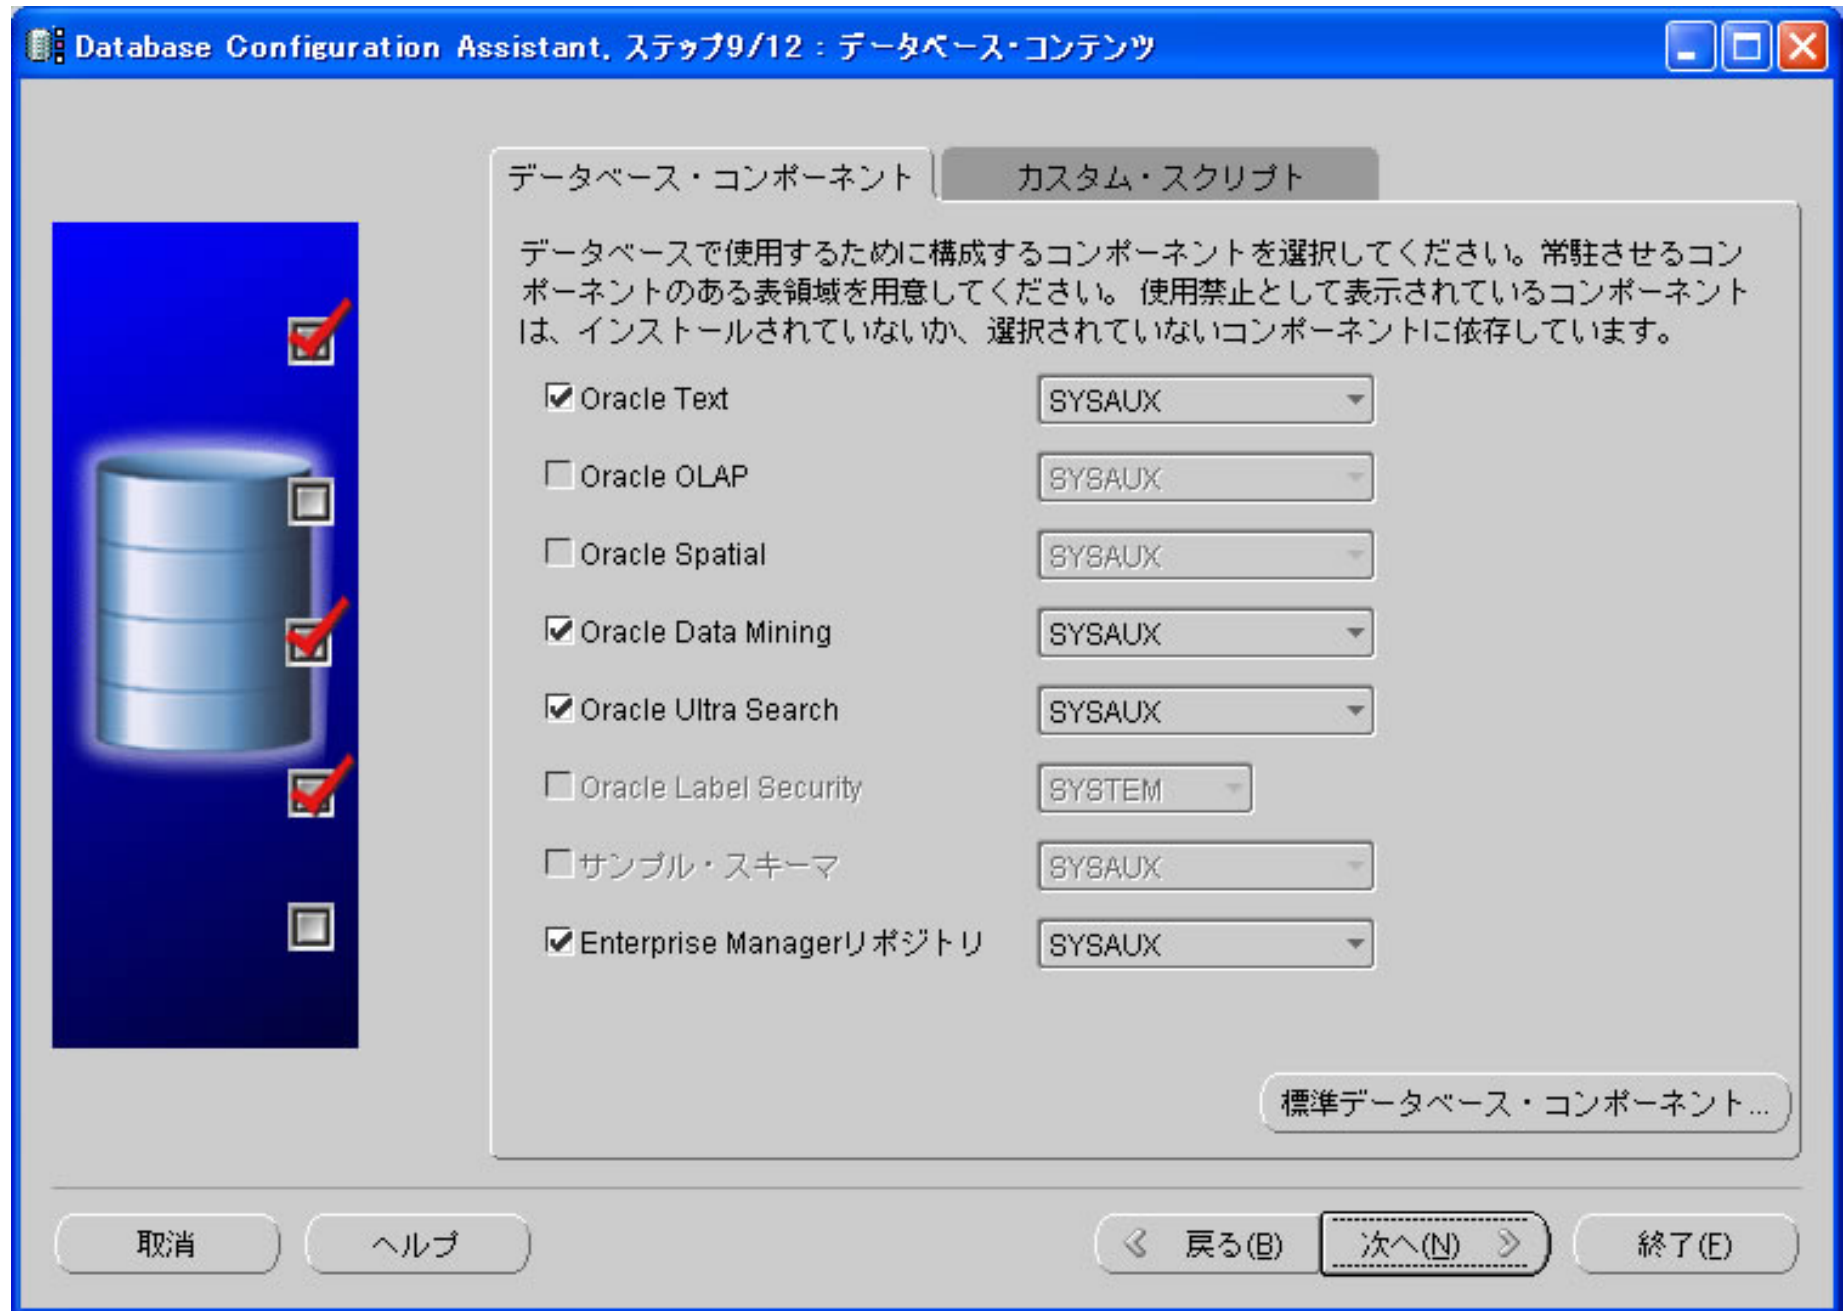 Database Configuration Assistant, ステップ9/12 : データベース・コンテンツ
データベース・コンポーネント
カスタム・スクリプト
データベースで使用するために構成するコンポーネントを選択してください。常駐させるコン
ポーネントのある表領域を用意してください。 使用禁止として表示されているコンポーネント
は、インストールされていないか、選択されていないコンポーネントに依存しています。
Oracle Text SYSAUX
Oracle OLAP SYSAUX
Oracle Spatial SYSAUX
Oracle Data Mining SYSAUX
Oracle Ultra Search SYSAUX
Oracle Label Security SYSTEM
サンプル・スキーマ SYSAUX
Enterprise Managerリポジトリ SYSAUX
標準データベース・コンポーネント...
取消 ヘルプ 戻る(B) 次へ(N) 終了(F)